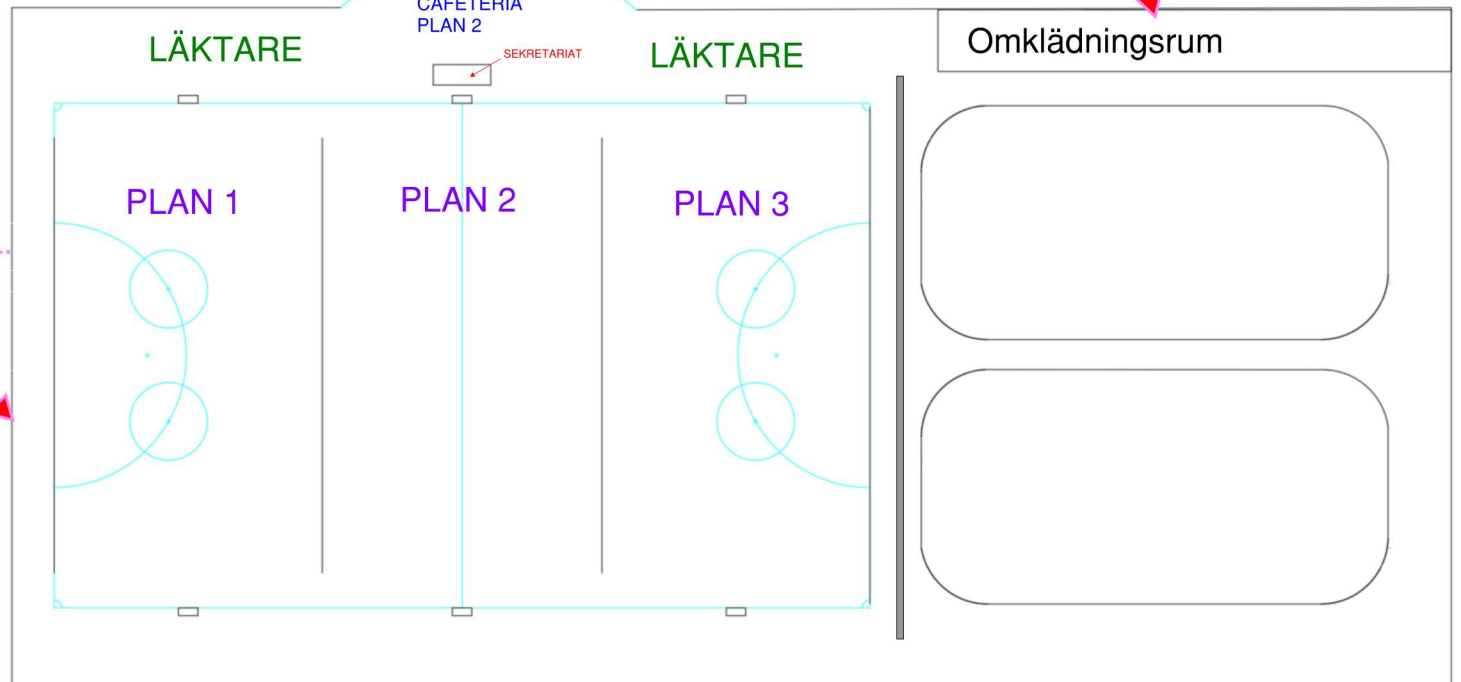 CAFETERIA
PLAN 2
LÄKTARE
SEKRETARIAT
LÄKTARE
Omklädningsrum
PLAN 1
PLAN 2
PLAN 3